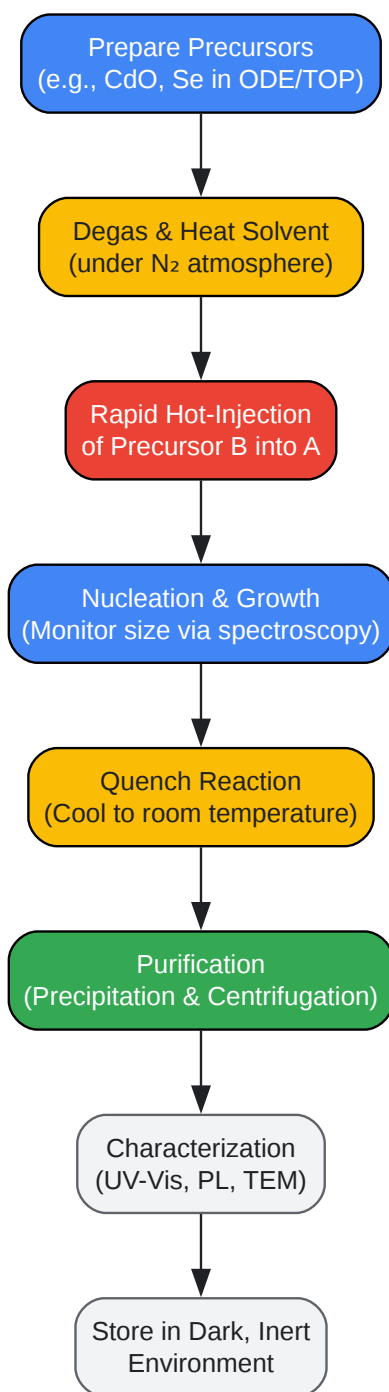 Prepare Precursors
(e.g., CdO, Se in ODE/TOP)
Degas & Heat Solvent
(under N₂ atmosphere)
Rapid Hot-Injection
of Precursor B into A
Nucleation & Growth
(Monitor size via spectroscopy)
Quench Reaction
(Cool to room temperature)
Purification
(Precipitation & Centrifugation)
Characterization
(UV-Vis, PL, TEM)
Store in Dark, Inert
Environment